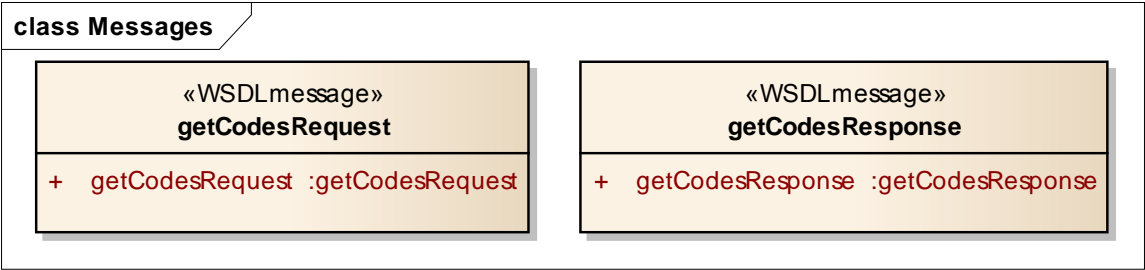 class Messages
«WSDLmessage»
getCodesRequest
+ getCodesRequest :getCodesRequest
«WSDLmessage»
getCodesResponse
+ getCodesResponse :getCodesResponse